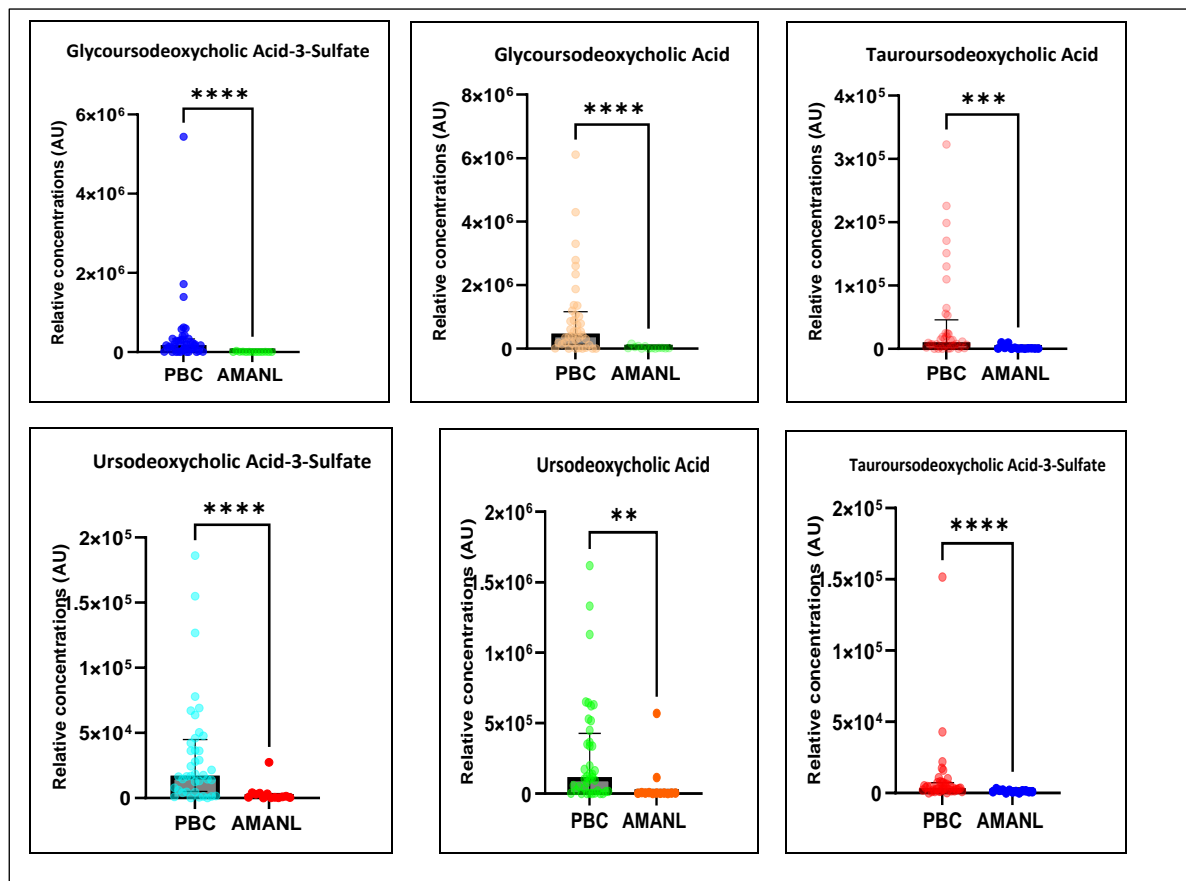 Glycoursodeoxycholic Acid-3-Sulfate
****
Relative concentrations (AU)
6×10⁶
4×10⁶
2×10⁶
0
PBC AMANL
Glycoursodeoxycholic Acid
****
Relative concentrations (AU)
8×10⁶
6×10⁶
4×10⁶
2×10⁶
0
PBC AMANL
Tauroursodeoxycholic Acid
***
Relative concentrations (AU)
4×10⁵
3×10⁵
2×10⁵
1×10⁵
0
PBC AMANL
Ursodeoxycholic Acid-3-Sulfate
****
Relative concentrations (AU)
2×10⁵
1.5×10⁵
1×10⁵
5×10⁴
0
PBC AMANL
Ursodeoxycholic Acid
**
Relative concentrations (AU)
2×10⁶
1.5×10⁶
1×10⁶
5×10⁵
0
PBC AMANL
Tauroursodeoxycholic Acid-3-Sulfate
****
Relative concentrations (AU)
2×10⁵
1.5×10⁵
1×10⁵
5×10⁴
0
PBC AMANL